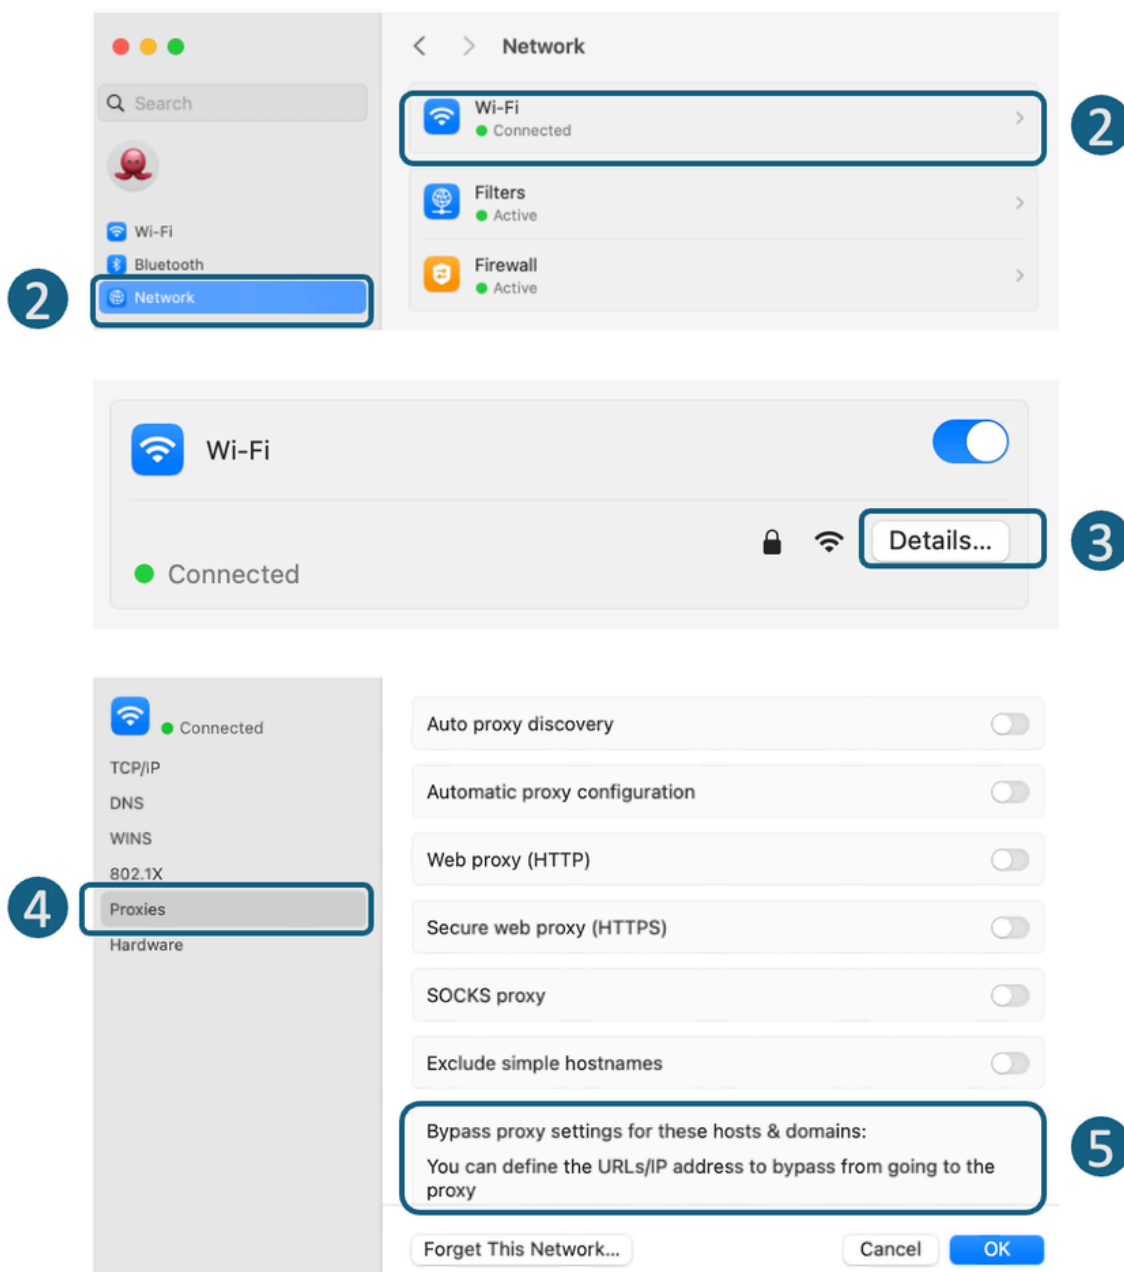 Network
Search
Wi-Fi
Connected
2
Filters
Active
Wi-Fi
Bluetooth
Firewall
Active
2
Network
Wi-Fi
Details...
3
Connected
Connected
Auto proxy discovery
TCP/IP
DNS
Automatic proxy configuration
WINS
Web proxy (HTTP)
802.1X
4
Proxies
Secure web proxy (HTTPS)
Hardware
SOCKS proxy
Exclude simple hostnames
Bypass proxy settings for these hosts & domains:
5
You can define the URLs/IP address to bypass from going to the
proxy
Forget This Network...
Cancel
OK